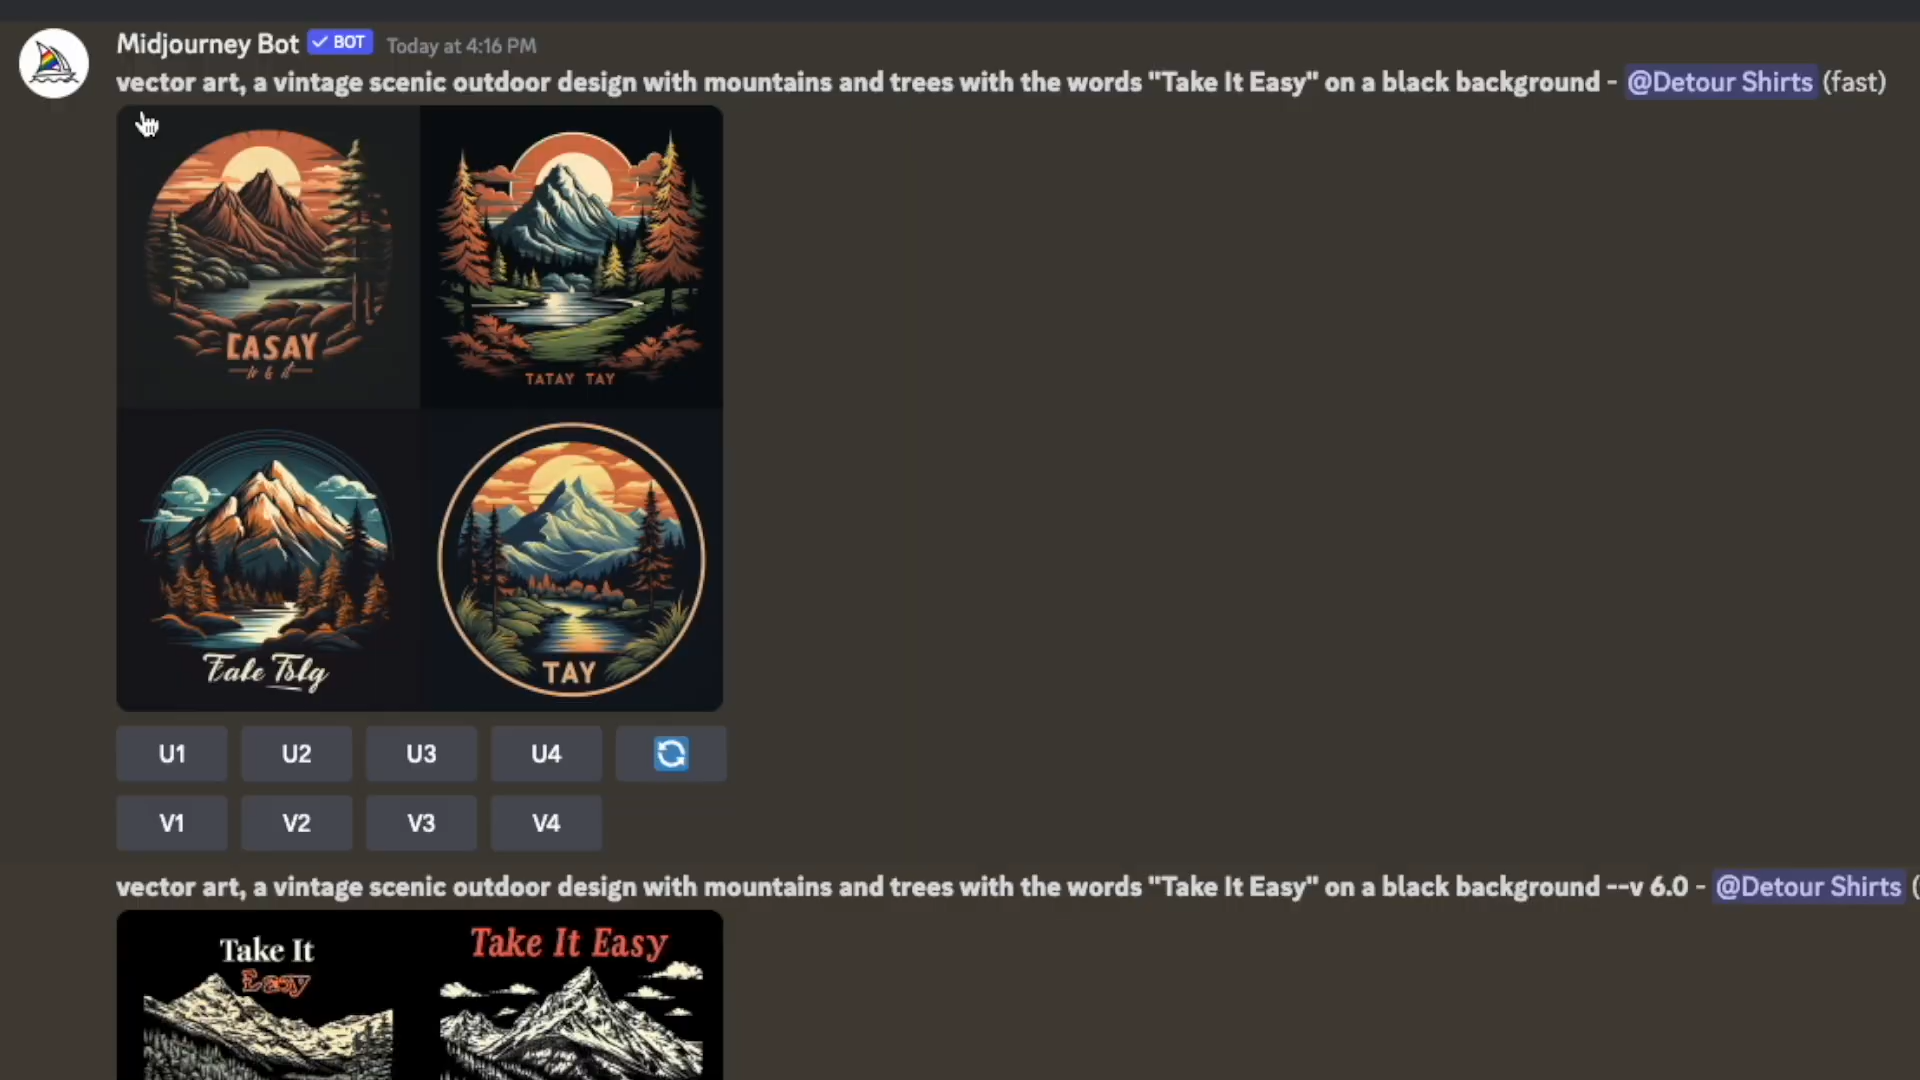 Midjourney Bot BOT Today at 4:16 PM
vector art, a vintage scenic outdoor design with mountains and trees with the words "Take It Easy" on a black background - @Detour Shirts (fast)
CASAY
TATAY TAY
Fale Tslg
TAY
U1 U2 U3 U4
V1 V2 V3 V4
vector art, a vintage scenic outdoor design with mountains and trees with the words "Take It Easy" on a black background --v 6.0 - @Detour Shirts (
Take It
Easy
Take It Easy